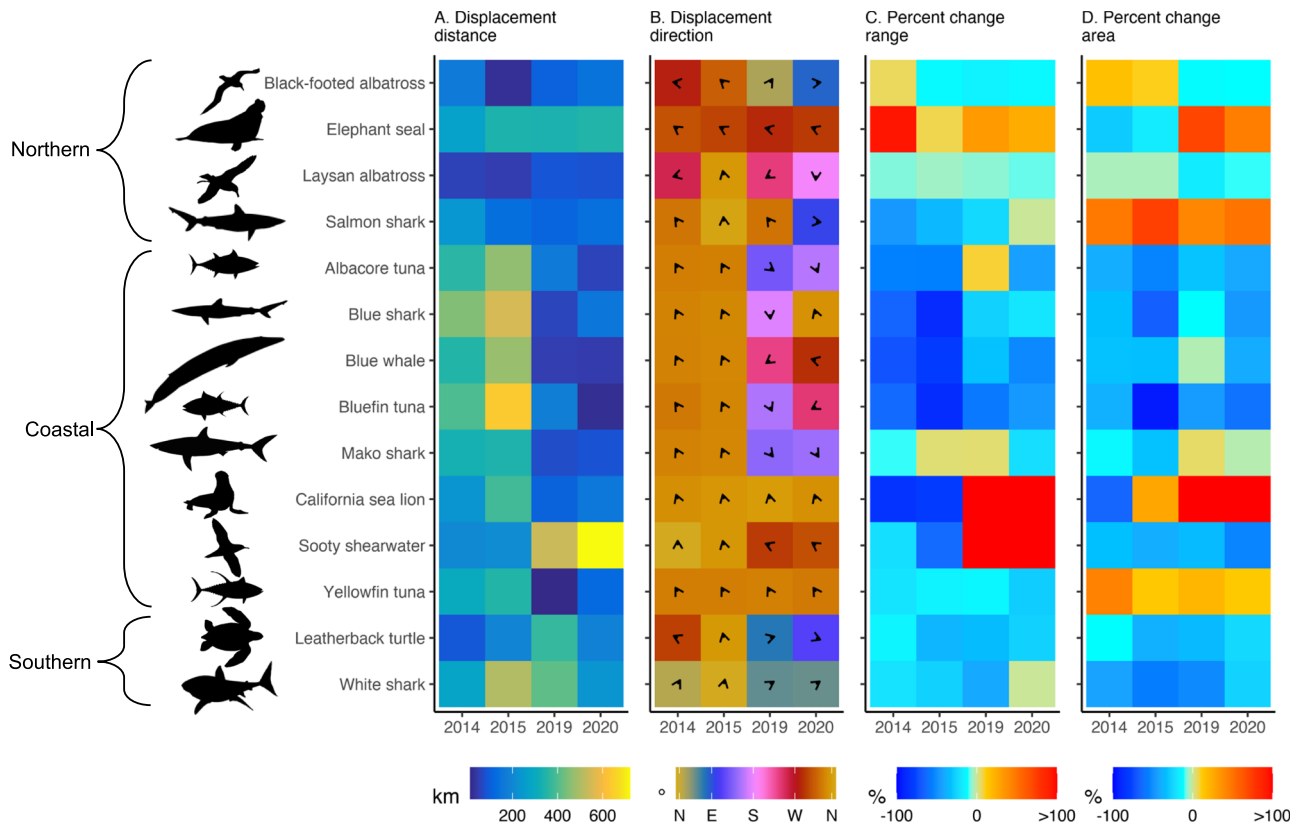 A. Displacement
distance
B. Displacement
direction
C. Percent change
range
D. Percent change
area
Northern
Coastal
Southern
Black-footed albatross
Elephant seal
Laysan albatross
Salmon shark
Albacore tuna
Blue shark
Blue whale
Bluefin tuna
Mako shark
California sea lion
Sooty shearwater
Yellowfin tuna
Leatherback turtle
White shark
2014 2015 2019 2020
2014 2015 2019 2020
2014 2015 2019 2020
2014 2015 2019 2020
km
200 400 600
°
N E S W N
%
-100 0 >100
%
-100 0 >100